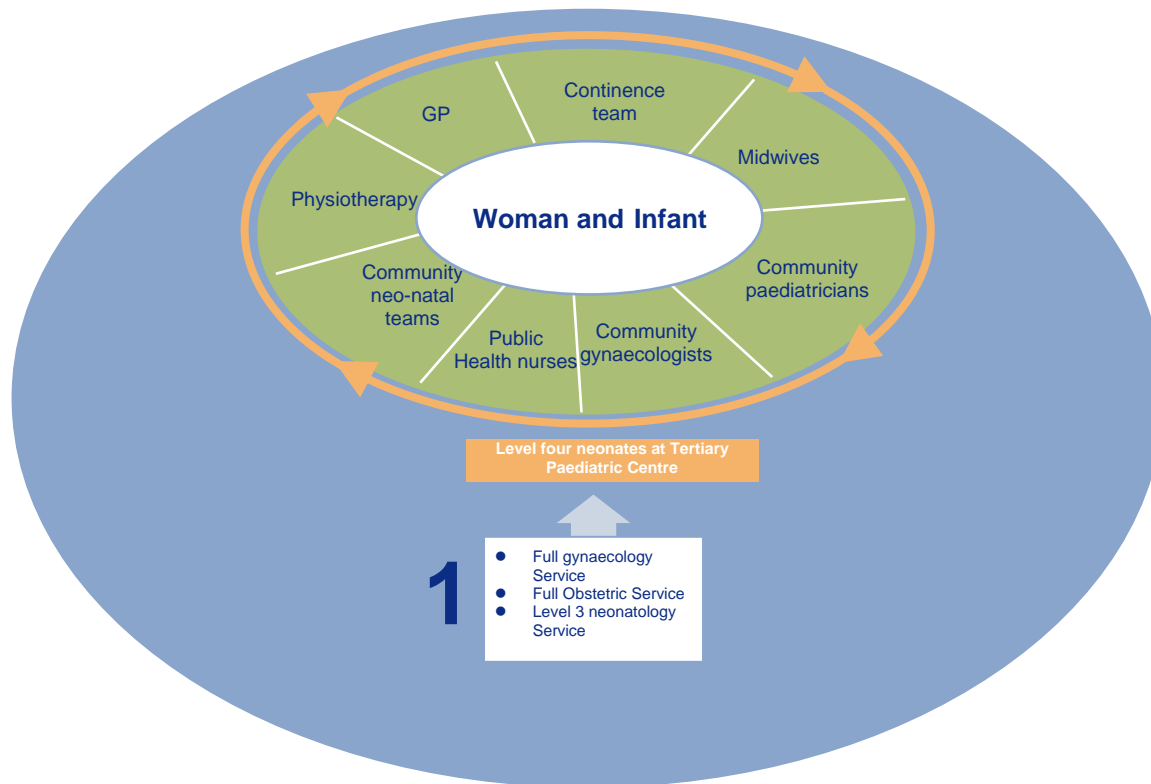 Continence
team
GP
Midwives
Physiotherapy
Woman and Infant
Community
neo-natal
teams
Community
paediatricians
Public
Health nurses
Community
gynaecologists
Level four neonates at Tertiary
Paediatric Centre
1
● Full gynaecology
Service
● Full Obstetric Service
● Level 3 neonatology
Service